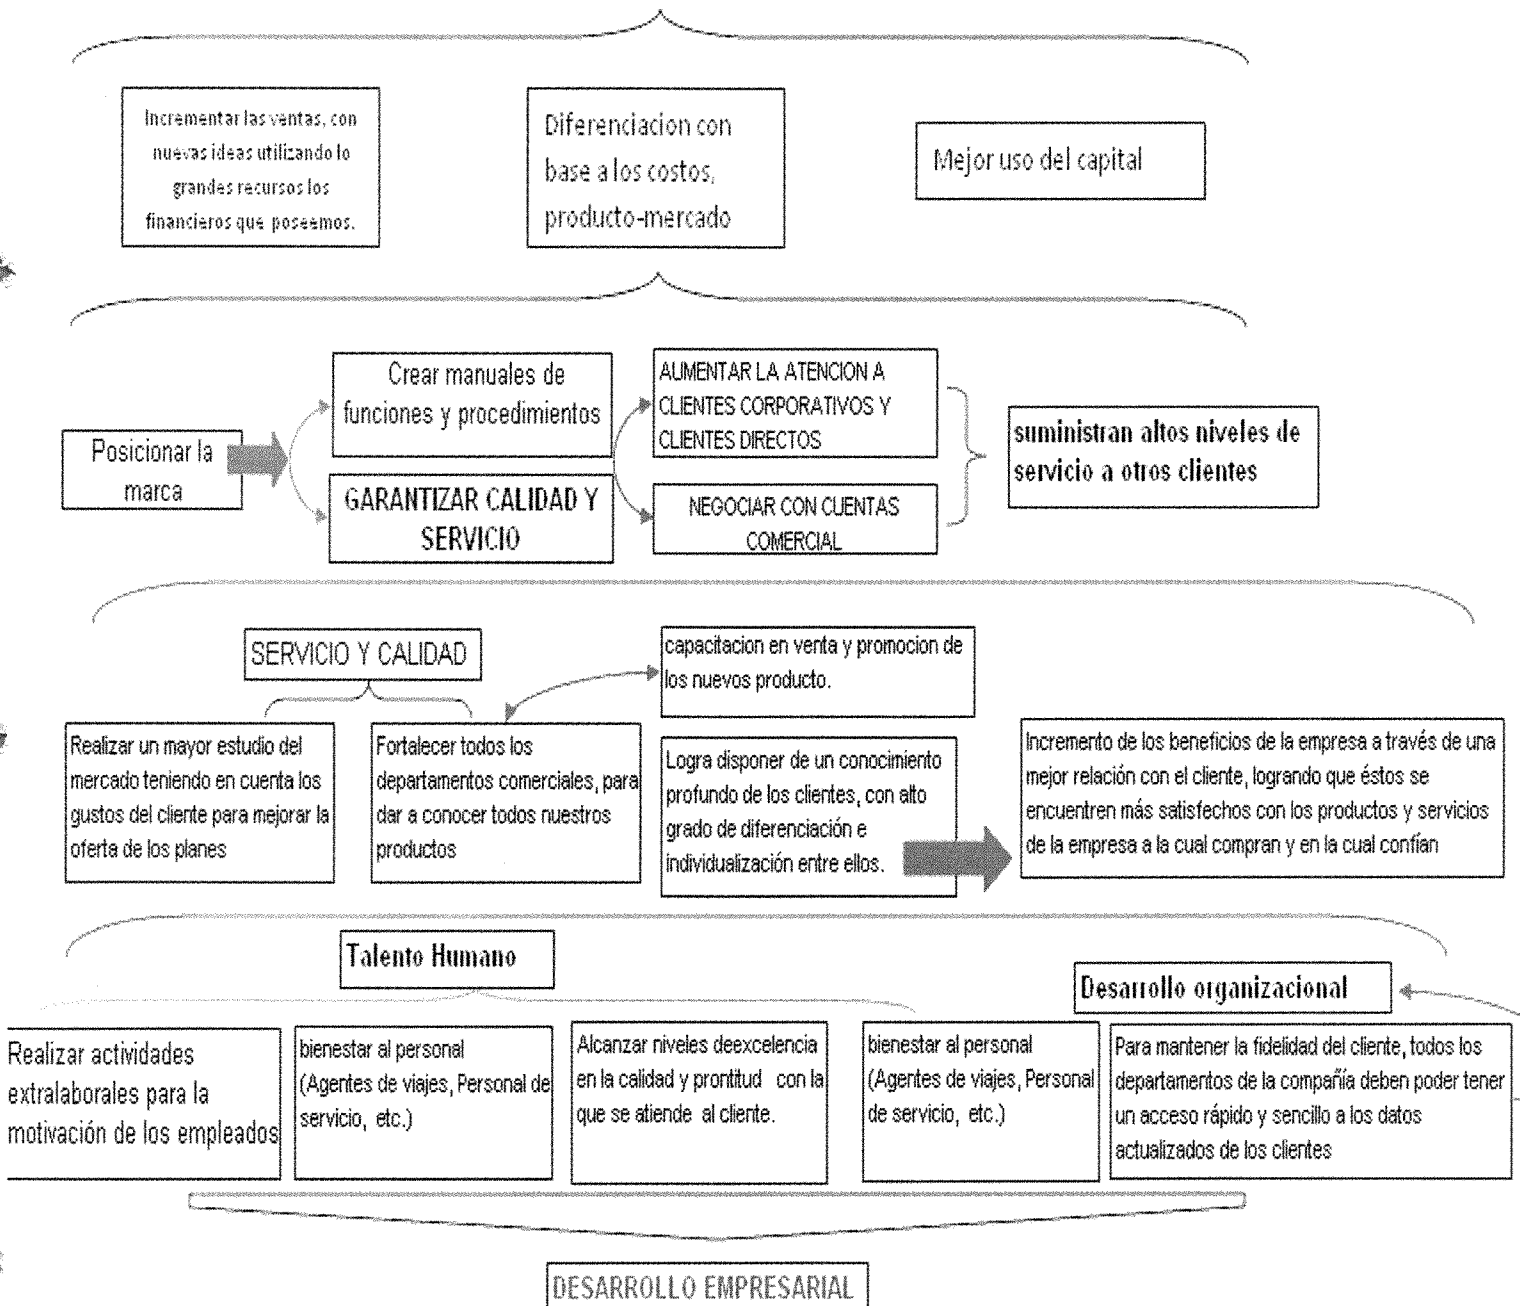 Incrementar las ventas, con
nuevas ideas utilizando lo
grandes recursos los
financieros que poseemos.
Diferenciacion con
base a los costos,
producto-mercado
Mejor uso del capital
Posicionar la
marca
Crear manuales de
funciones y procedimientos
GARANTIZAR CALIDAD Y
SERVICIO
AUMENTAR LA ATENCION A
CLIENTES CORPORATIVOS Y
CLIENTES DIRECTOS
NEGOCIAR CON CUENTAS
COMERCIAL
suministran altos niveles de
servicio a otros clientes
SERVICIO Y CALIDAD
Realizar un mayor estudio del
mercado teniendo en cuenta los
gustos del cliente para mejorar la
oferta de los planes
Fortalecer todos los
departamentos comerciales, para
dar a conocer todos nuestros
productos
capacitacion en venta y promocion de
los nuevos producto.
Logra disponer de un conocimiento
profundo de los clientes, con alto
grado de diferenciación e
individualización entre ellos.
Incremento de los beneficios de la empresa a través de una
mejor relación con el cliente, logrando que éstos se
encuentren más satisfechos con los productos y servicios
de la empresa a la cual compran y en la cual confían
Talento Humano
Desarrollo organizacional
Realizar actividades
extralaborales para la
motivación de los empleados
bienestar al personal
(Agentes de viajes, Personal de
servicio, etc.)
Alcanzar niveles deexcelencia
en la calidad y prontitud con la
que se atiende al cliente.
bienestar al personal
(Agentes de viajes, Personal
de servicio, etc.)
Para mantener la fidelidad del cliente, todos los
departamentos de la compañía deben poder tener
un acceso rápido y sencillo a los datos
actualizados de los clientes
DESARROLLO EMPRESARIAL